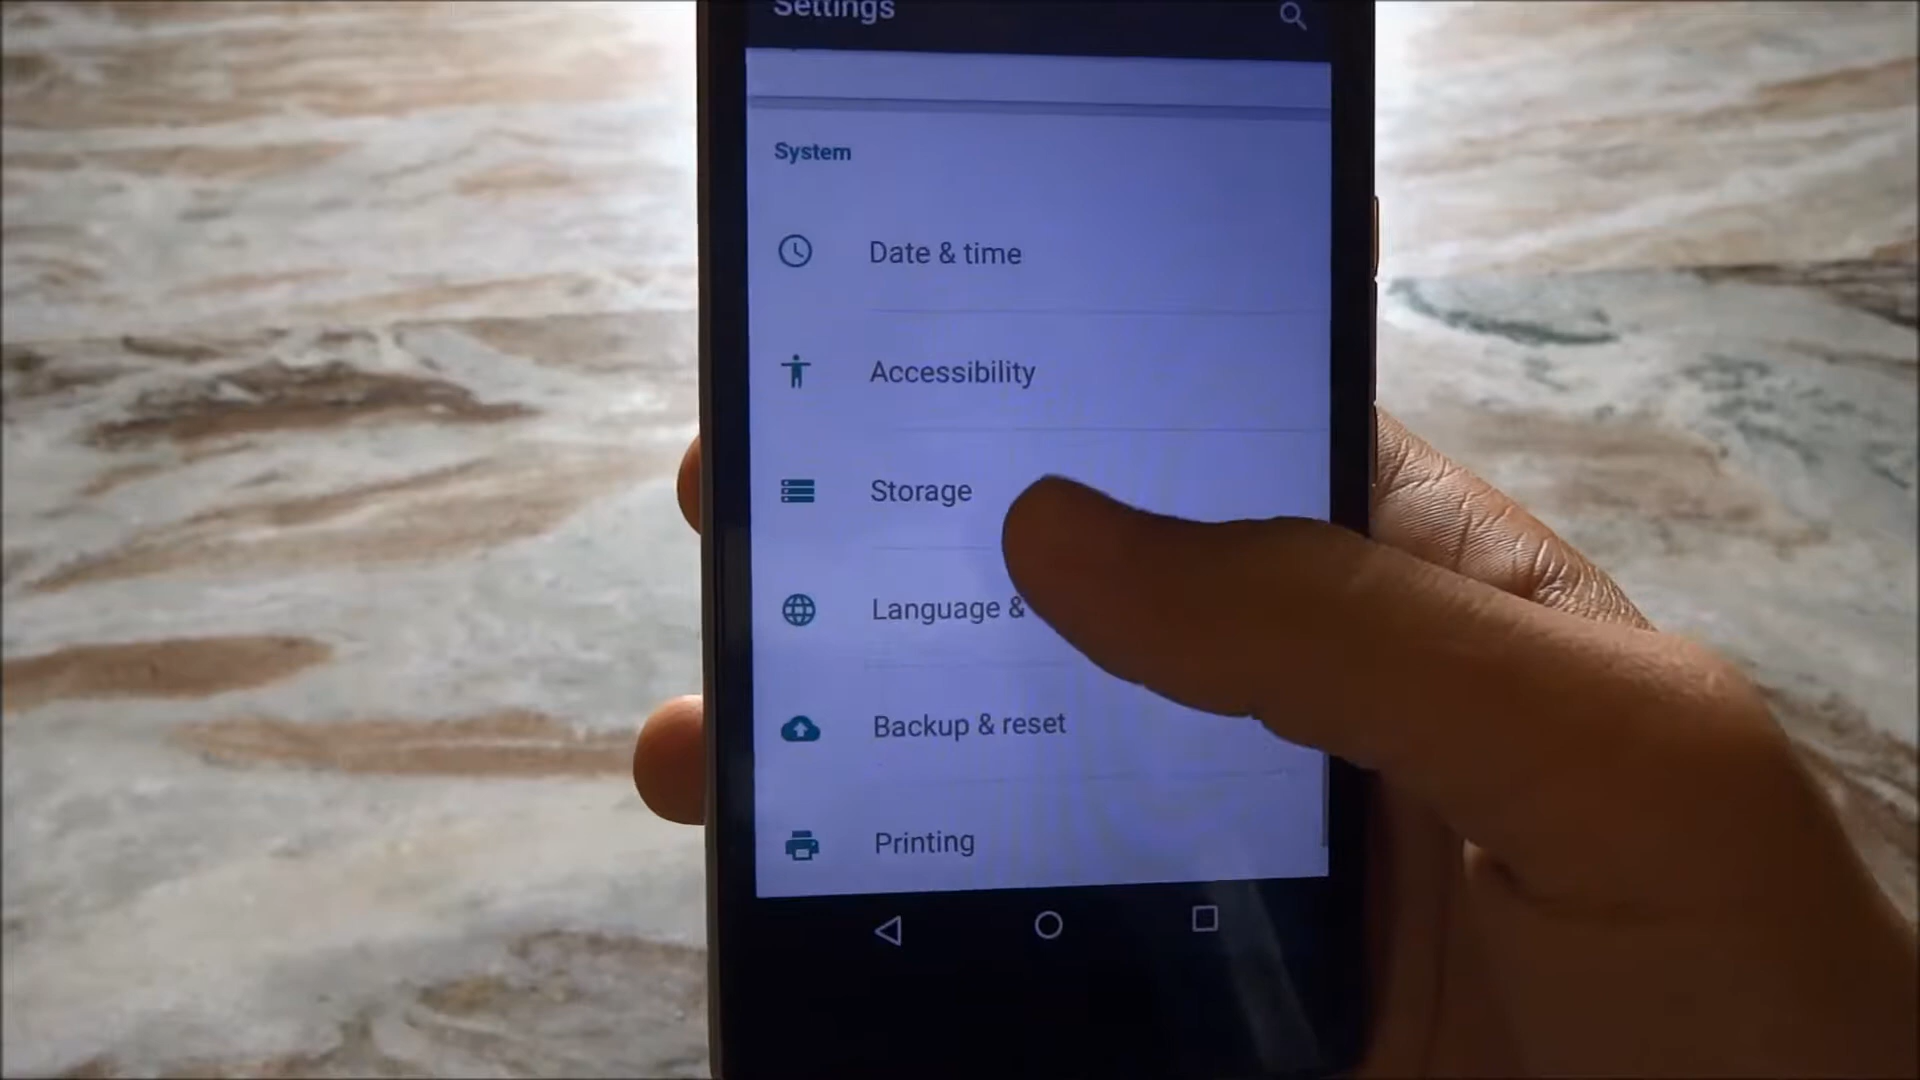 Settings
System
Date & time
Accessibility
Storage
Language &
Backup & reset
Printing